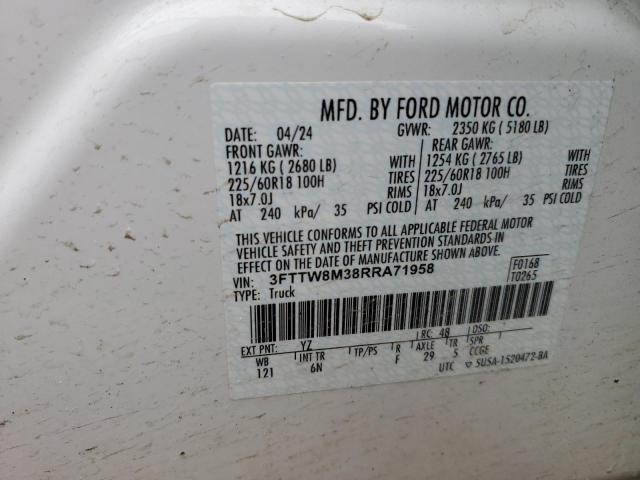 MFD. BY FORD MOTOR CO.
DATE: 04/24 GVWR: 2350 KG ( 5180 LB)
FRONT GAWR: REAR GAWR:
1216 KG ( 2680 LB) WITH 1254 KG ( 2765 LB) WITH
225/60R18 100H TIRES 225/60R18 100H TIRES
18x7.0J RIMS 18x7.0J RIMS
AT 240 kPa/ 35 PSI COLD AT 240 kPa/ 35 PSI COLD
THIS VEHICLE CONFORMS TO ALL APPLICABLE FEDERAL MOTOR
VEHICLE SAFETY AND THEFT PREVENTION STANDARDS IN
EFFECT ON THE DATE OF MANUFACTURE SHOWN ABOVE.
VIN: 3FTTW8M38RRA71958 F0168
TYPE: Truck T0265
EXT PNT: YZ RC: 48 DSO:
WB INT TR TP/PS R AXLE TR SPR
121 6N F 29 5 CCGE
UTC 5USA-1520472-BA